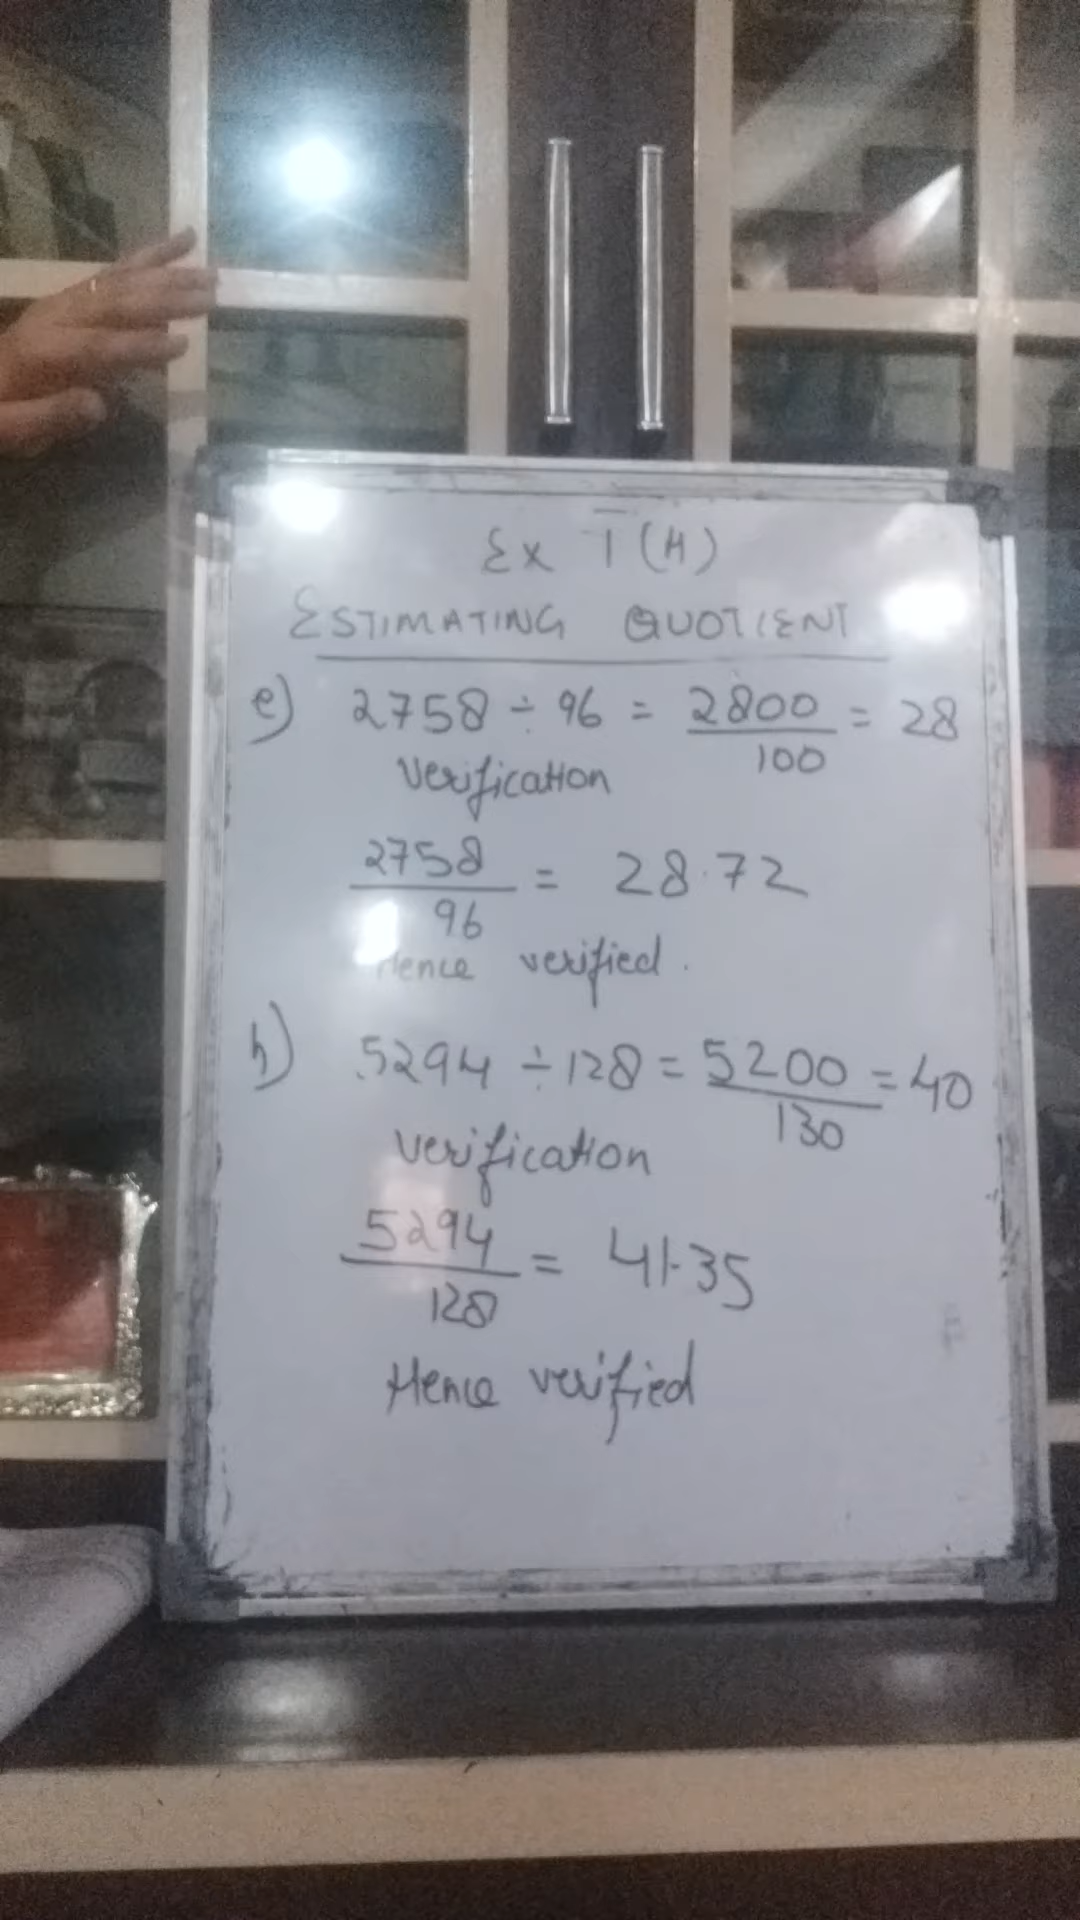 Ex I (H)
ESTIMATING QUOTIENT
e) 2758 ÷ 96 = 2800/100 = 28
Verification
2758/96 = 28.72
Hence verified.
h) 5294 ÷ 128 = 5200/130 = 40
verification
5294/128 = 41.35
Hence verified